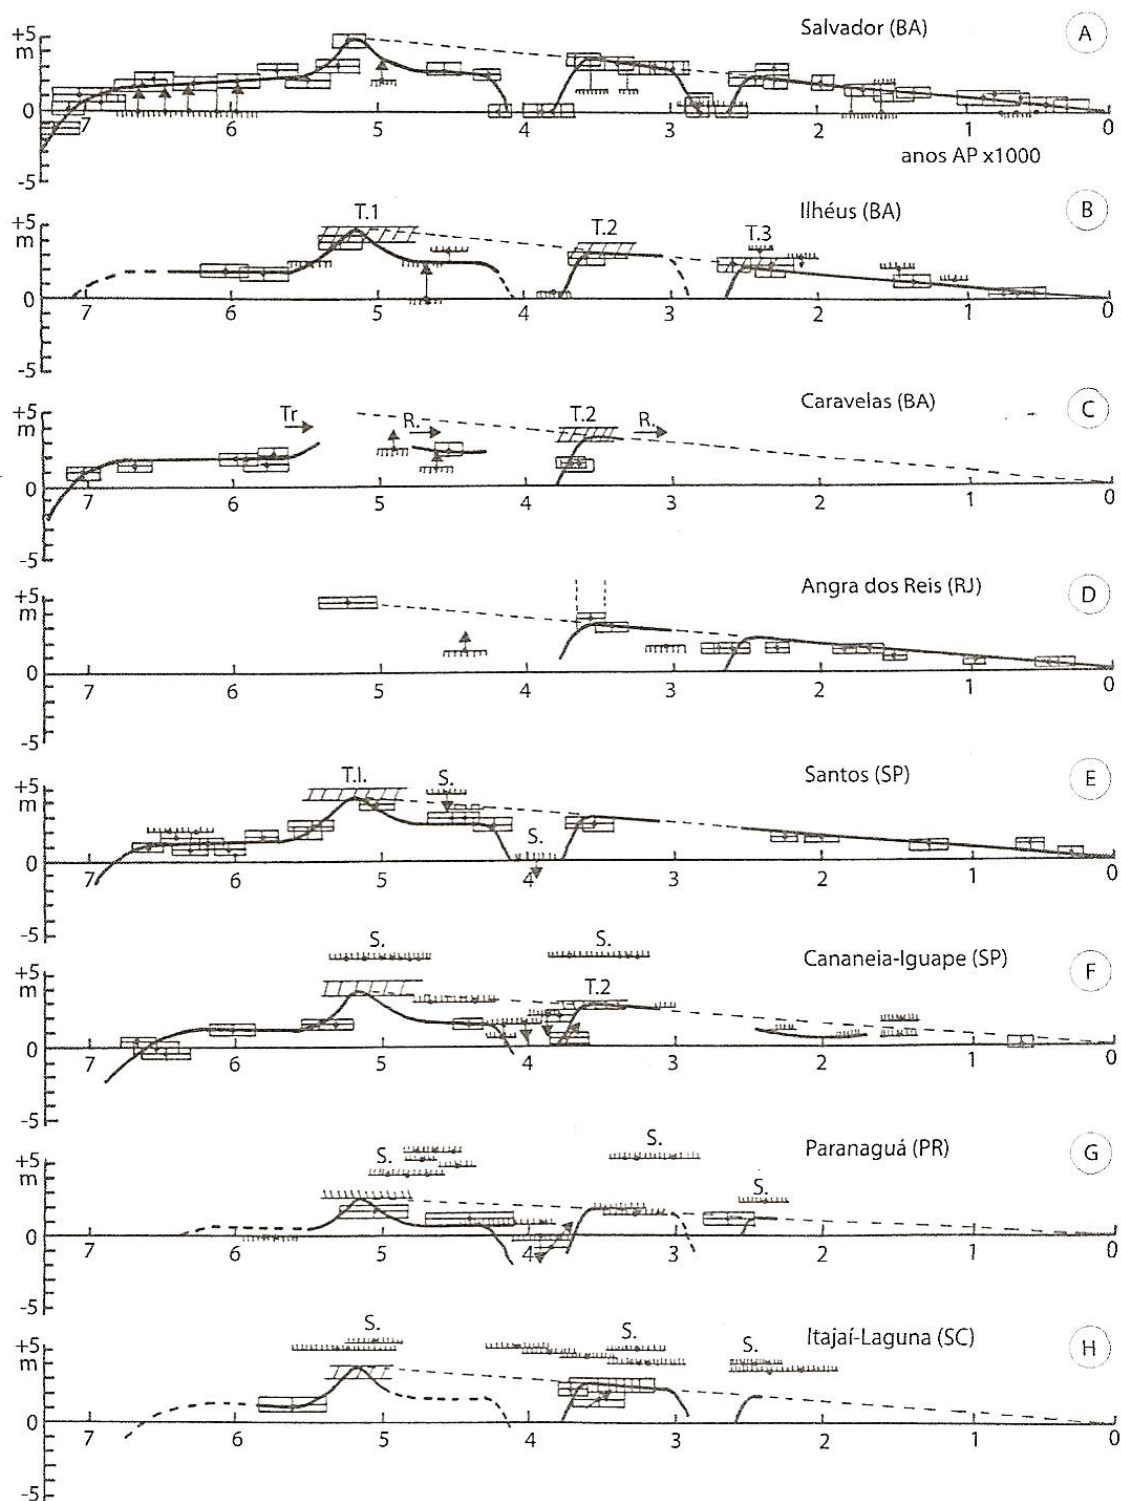 Salvador (BA)
A
+5
m
0
-5
7 6 5 4 3 2 1 0
anos AP x1000
Ilhéus (BA)
B
T.1 T.2 T.3
+5
m
0
-5
7 6 5 4 3 2 1 0
Caravelas (BA)
C
Tr R. T.2 R.
+5
m
0
-5
7 6 5 4 3 2 1 0
Angra dos Reis (RJ)
D
+5
m
0
-5
7 6 5 4 3 2 1 0
Santos (SP)
E
T.I. S.
S.
+5
m
0
-5
7 6 5 4 3 2 1 0
S. S.
Cananeia-Iguape (SP)
F
T.2
+5
m
0
-5
7 6 5 4 3 2 1 0
Paranaguá (PR)
G
S. S. S.
+5
m
0
-5
7 6 5 4 3 2 1 0
Itajaí-Laguna (SC)
H
S. S. S.
+5
m
0
-5
7 6 5 4 3 2 1 0